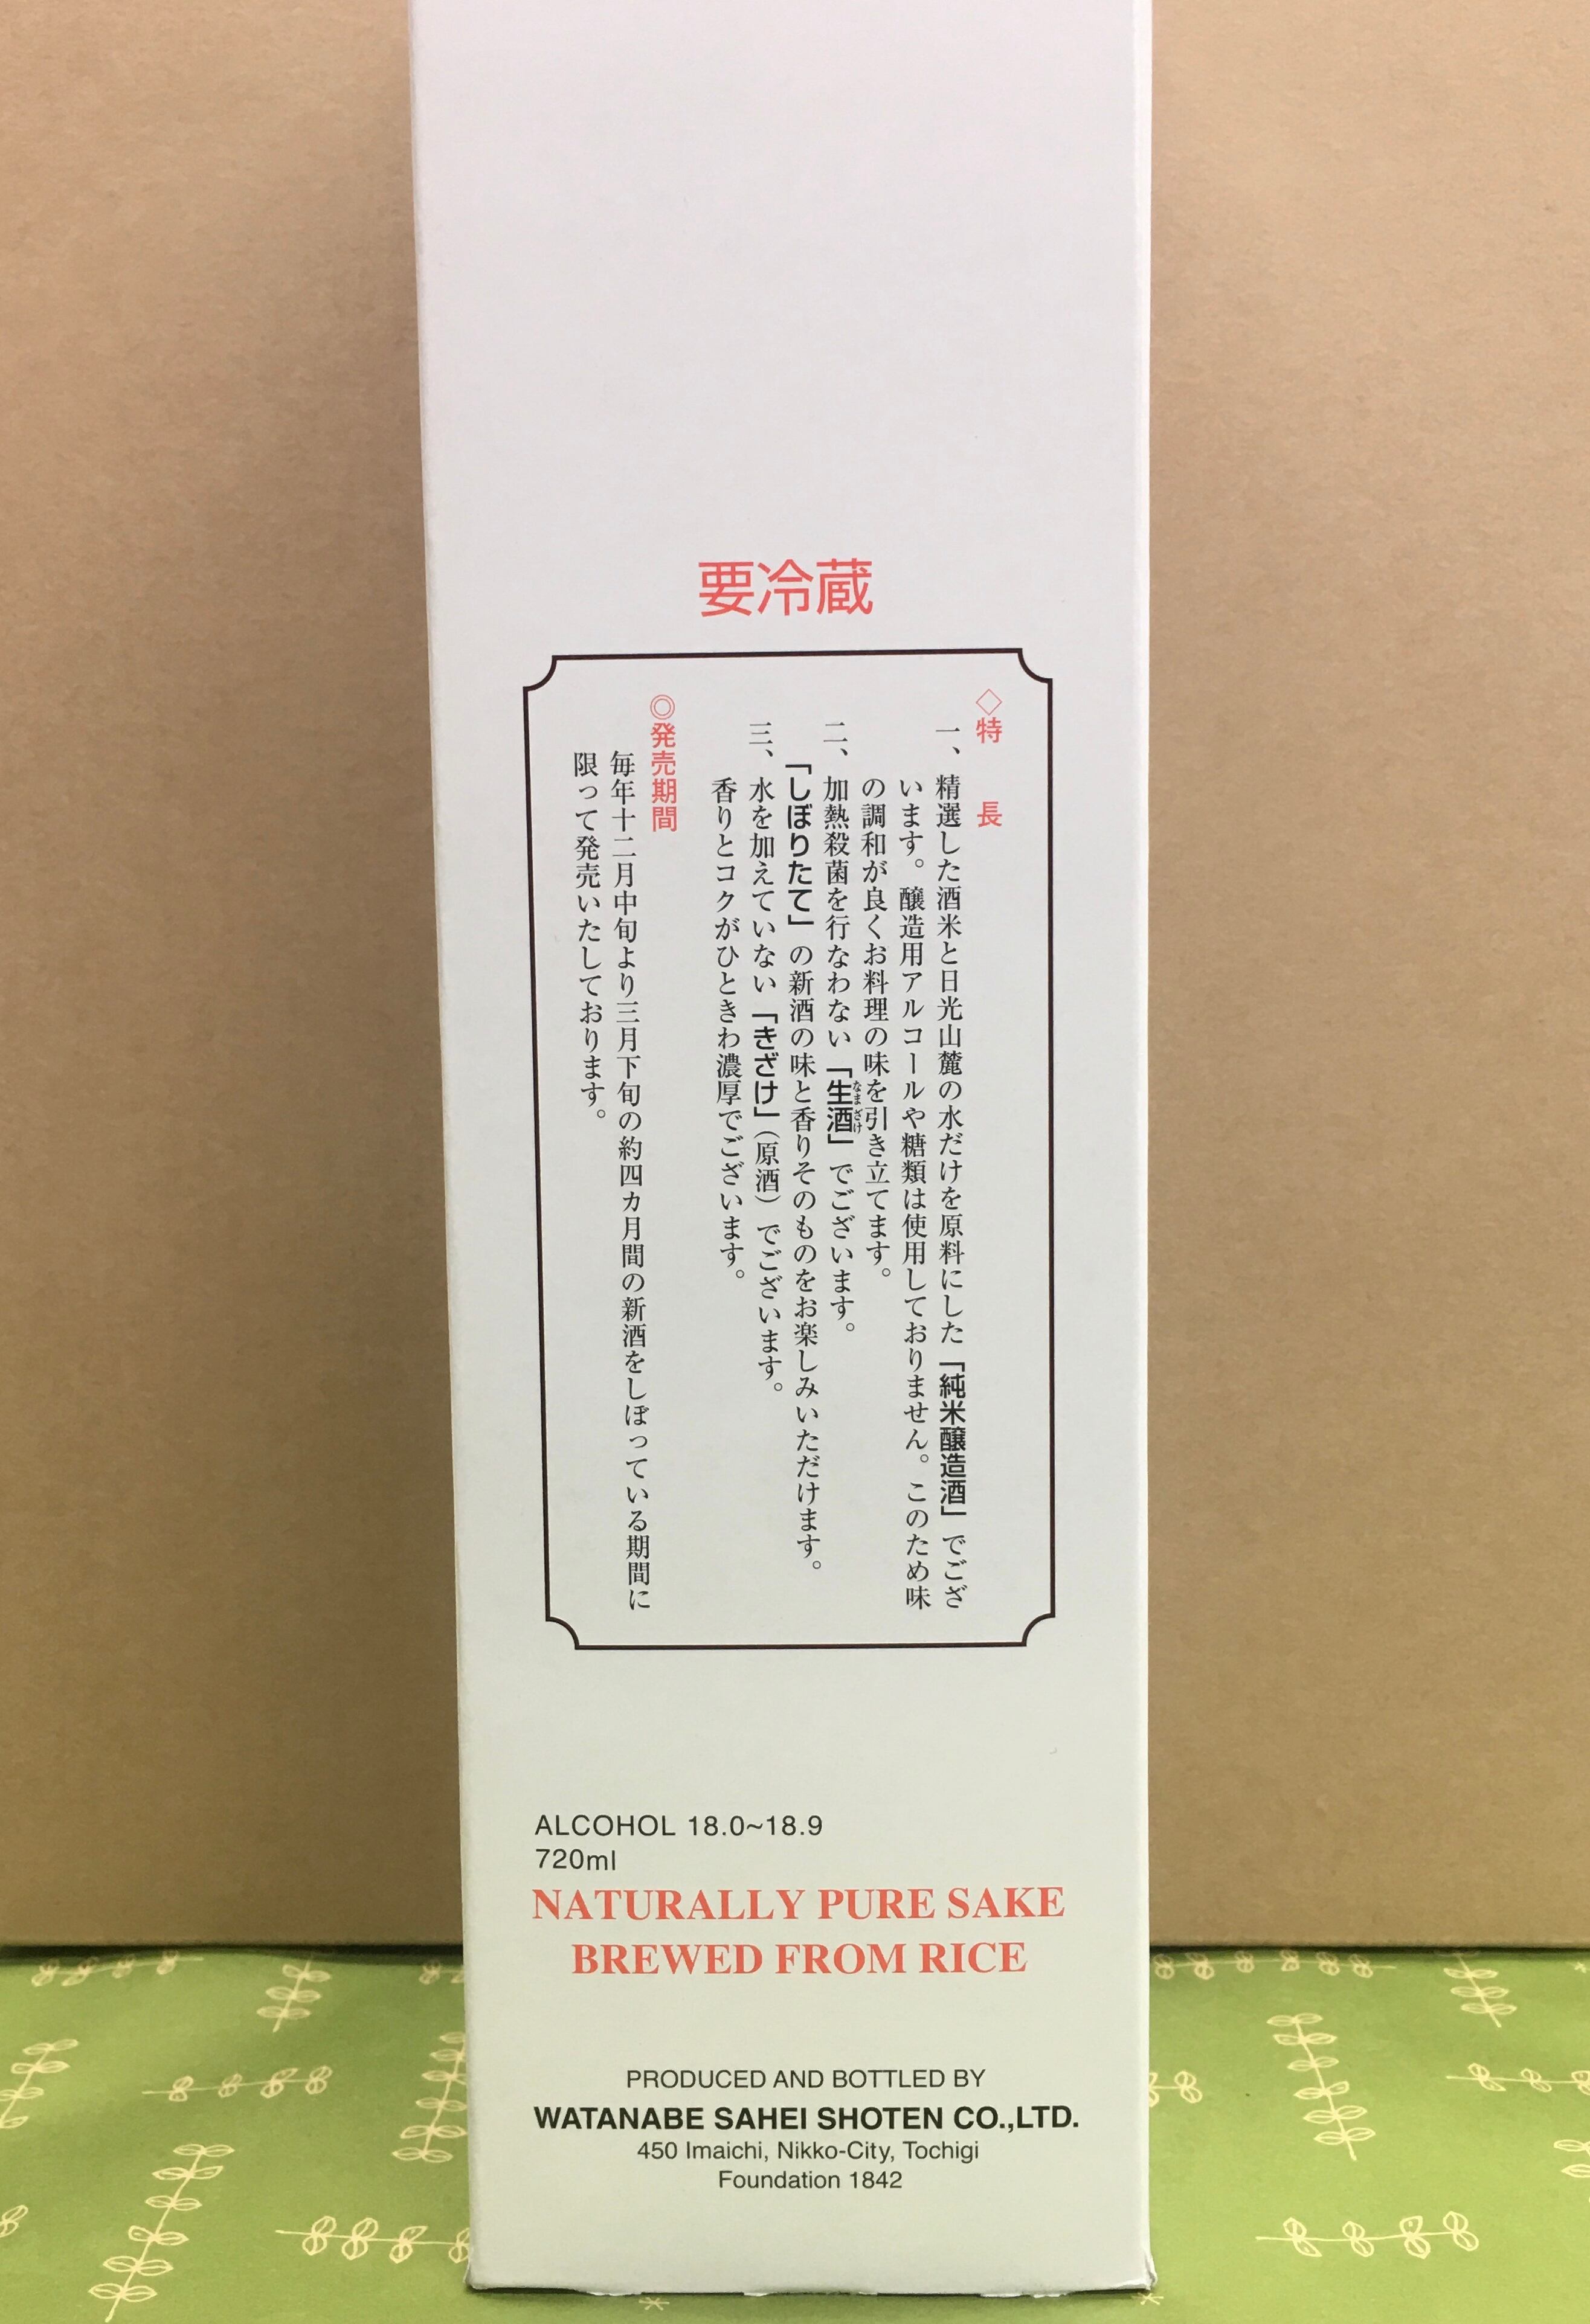 要冷蔵
◇特　長
一、精選した酒米と日光山麓の水だけを原料にした「純米醸造酒」でござ
います。醸造用アルコールや糖類は使用しておりません。このため味
の調和が良くお料理の味を引き立てます。
二、加熱殺菌を行なわない「生酒」でございます。
なまざけ
「しぼりたて」の新酒の味と香りそのものをお楽しみいただけます。
三、水を加えていない「きざけ」（原酒）でございます。
香りとコクがひときわ濃厚でございます。
◎発売期間
毎年十二月中旬より三月下旬の約四カ月間の新酒をしぼっている期間に
限って発売いたしております。
ALCOHOL 18.0~18.9
720ml
NATURALLY PURE SAKE
BREWED FROM RICE
PRODUCED AND BOTTLED BY
WATANABE SAHEI SHOTEN CO.,LTD.
450 Imaichi, Nikko-City, Tochigi
Foundation 1842